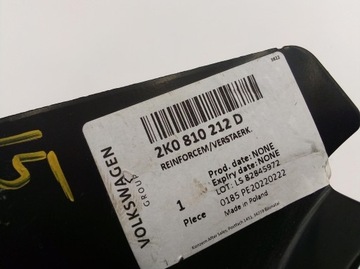 VOLKSWAGEN
GROUP
2K0 810 212 D
REINFORCEM/VERSTAERK.
1
Piece
Prod. date: NONE
Expiry date: NONE
LOT: LS 82845972
0185 PE20220222
Made in Poland
151